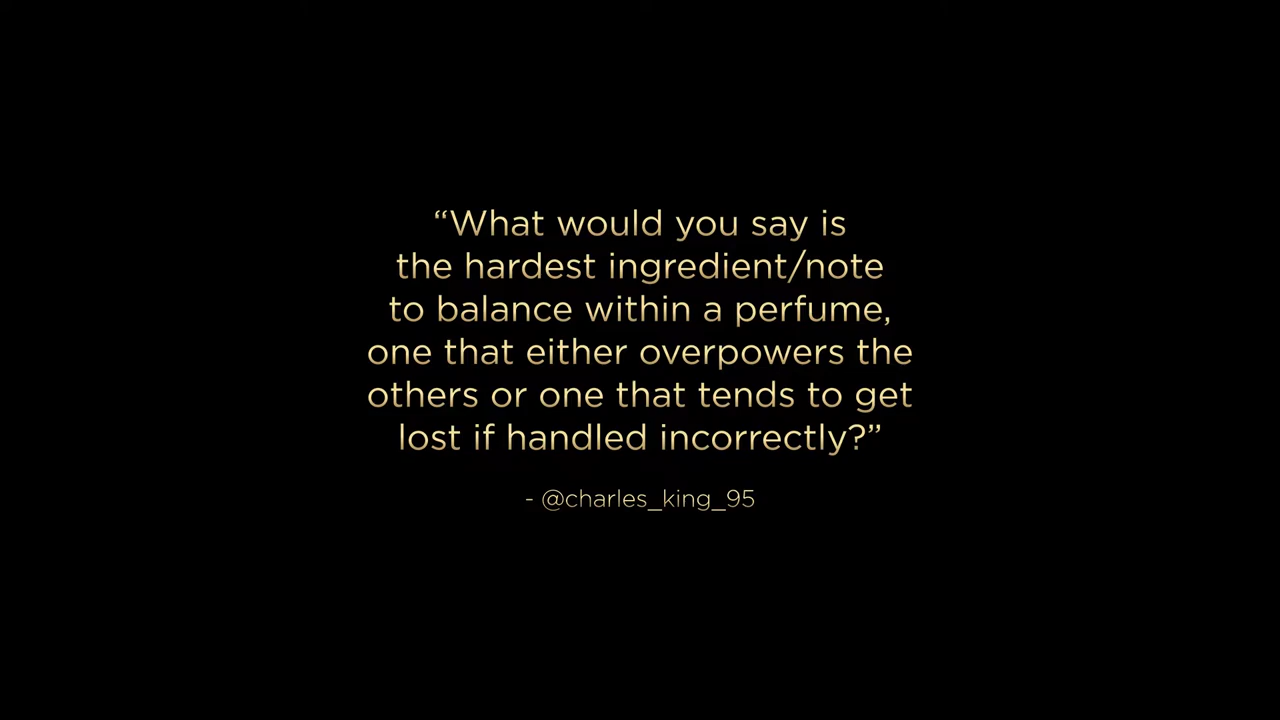 “What would you say is
the hardest ingredient/note
to balance within a perfume,
one that either overpowers the
others or one that tends to get
lost if handled incorrectly?”
- @charles_king_95